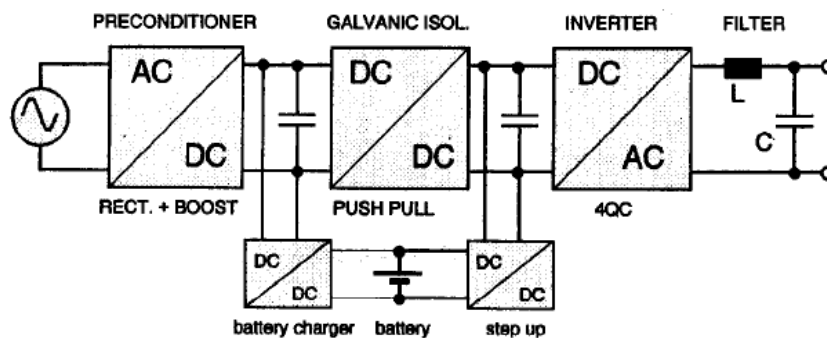 PRECONDITIONER GALVANIC ISOL. INVERTER FILTER
AC DC DC
L
DC DC AC C
RECT. + BOOST PUSH PULL 4QC
DC DC
DC DC
battery charger battery step up